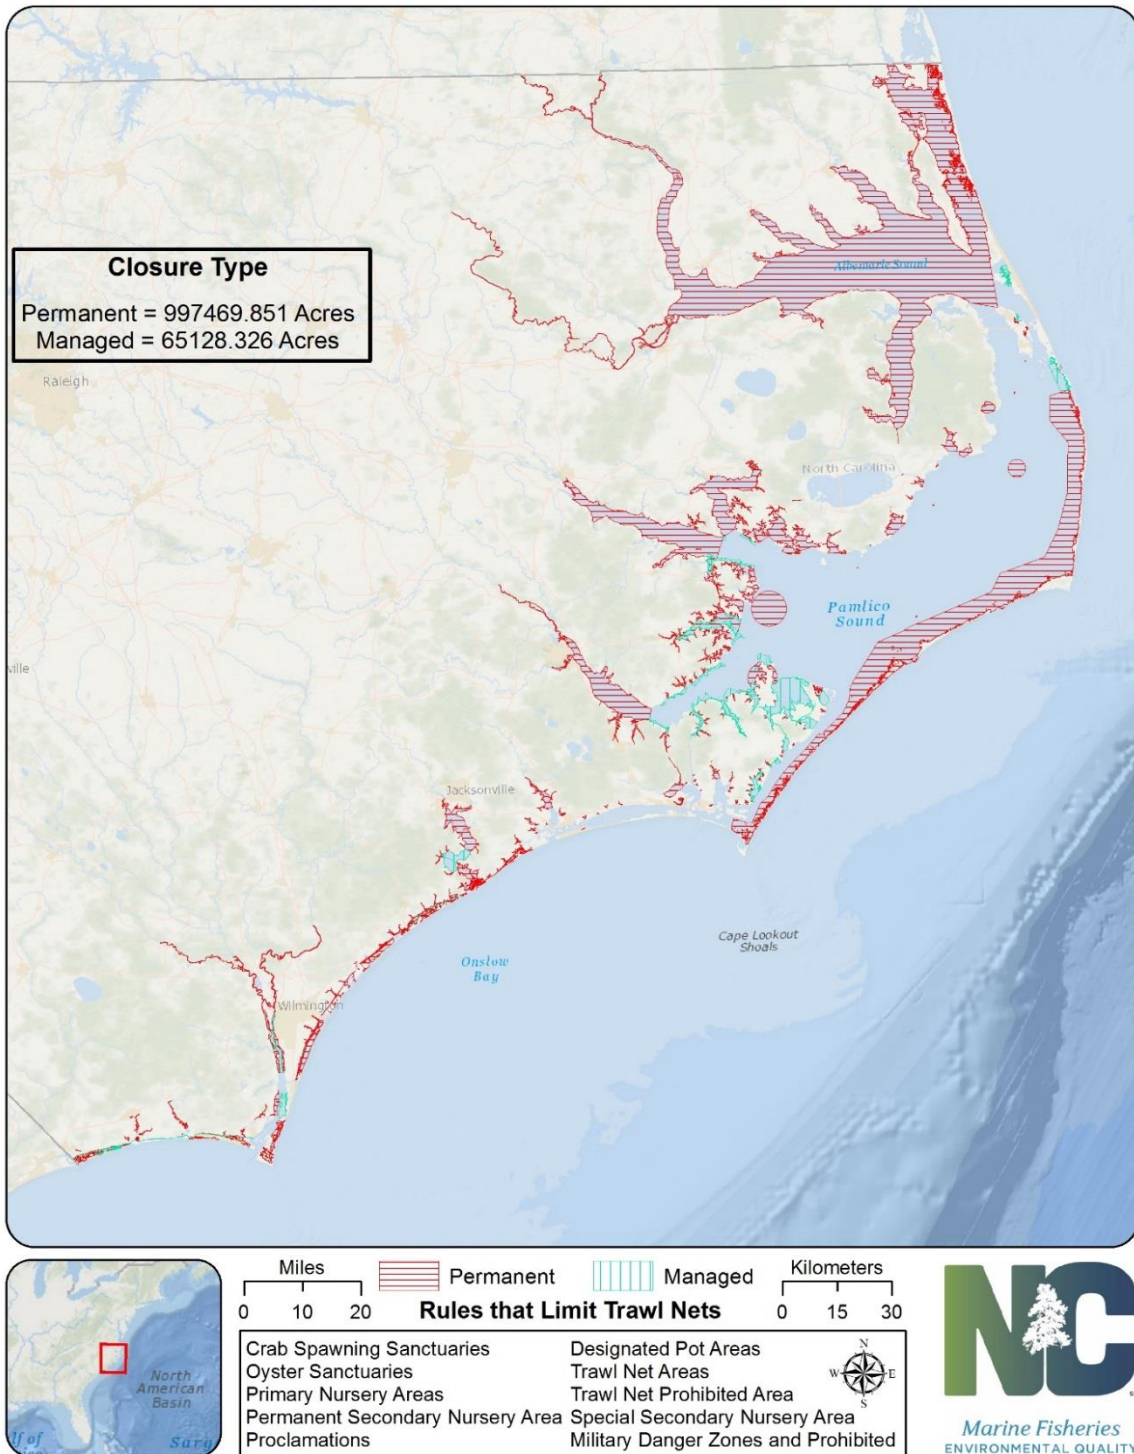 Closure Type
Permanent = 997469.851 Acres
Managed = 65128.326 Acres
Albemarle Sound
Raleigh
North Carolina
Pamlico
Sound
ville
Jacksonville
Cape Lookout
Shoals
Onslow
Bay
Wilmington
Miles
0 10 20
Permanent
Managed
Kilometers
0 15 30
Rules that Limit Trawl Nets
Crab Spawning Sanctuaries
Oyster Sanctuaries
Primary Nursery Areas
Permanent Secondary Nursery Area
Proclamations
Designated Pot Areas
Trawl Net Areas
Trawl Net Prohibited Area
Special Secondary Nursery Area
Military Danger Zones and Prohibited
N
W E
S
North
American
Basin
lf of
Sarg
NC
Marine Fisheries
ENVIRONMENTAL QUALITY